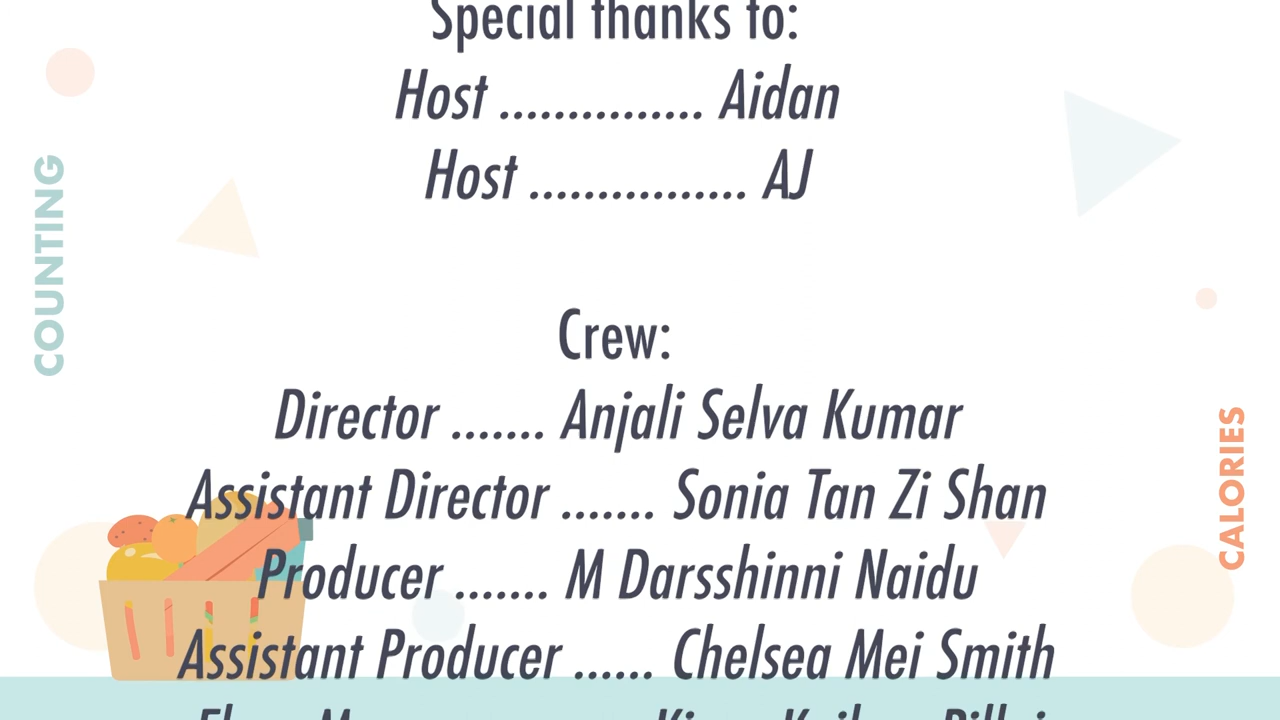 Special thanks to:
Host ............... Aidan
Host ................ AJ
COUNTING
Crew:
Director ....... Anjali Selva Kumar
CALORIES
Assistant Director ....... Sonia Tan Zi Shan
Producer ....... M Darsshinni Naidu
Assistant Producer ...... Chelsea Mei Smith